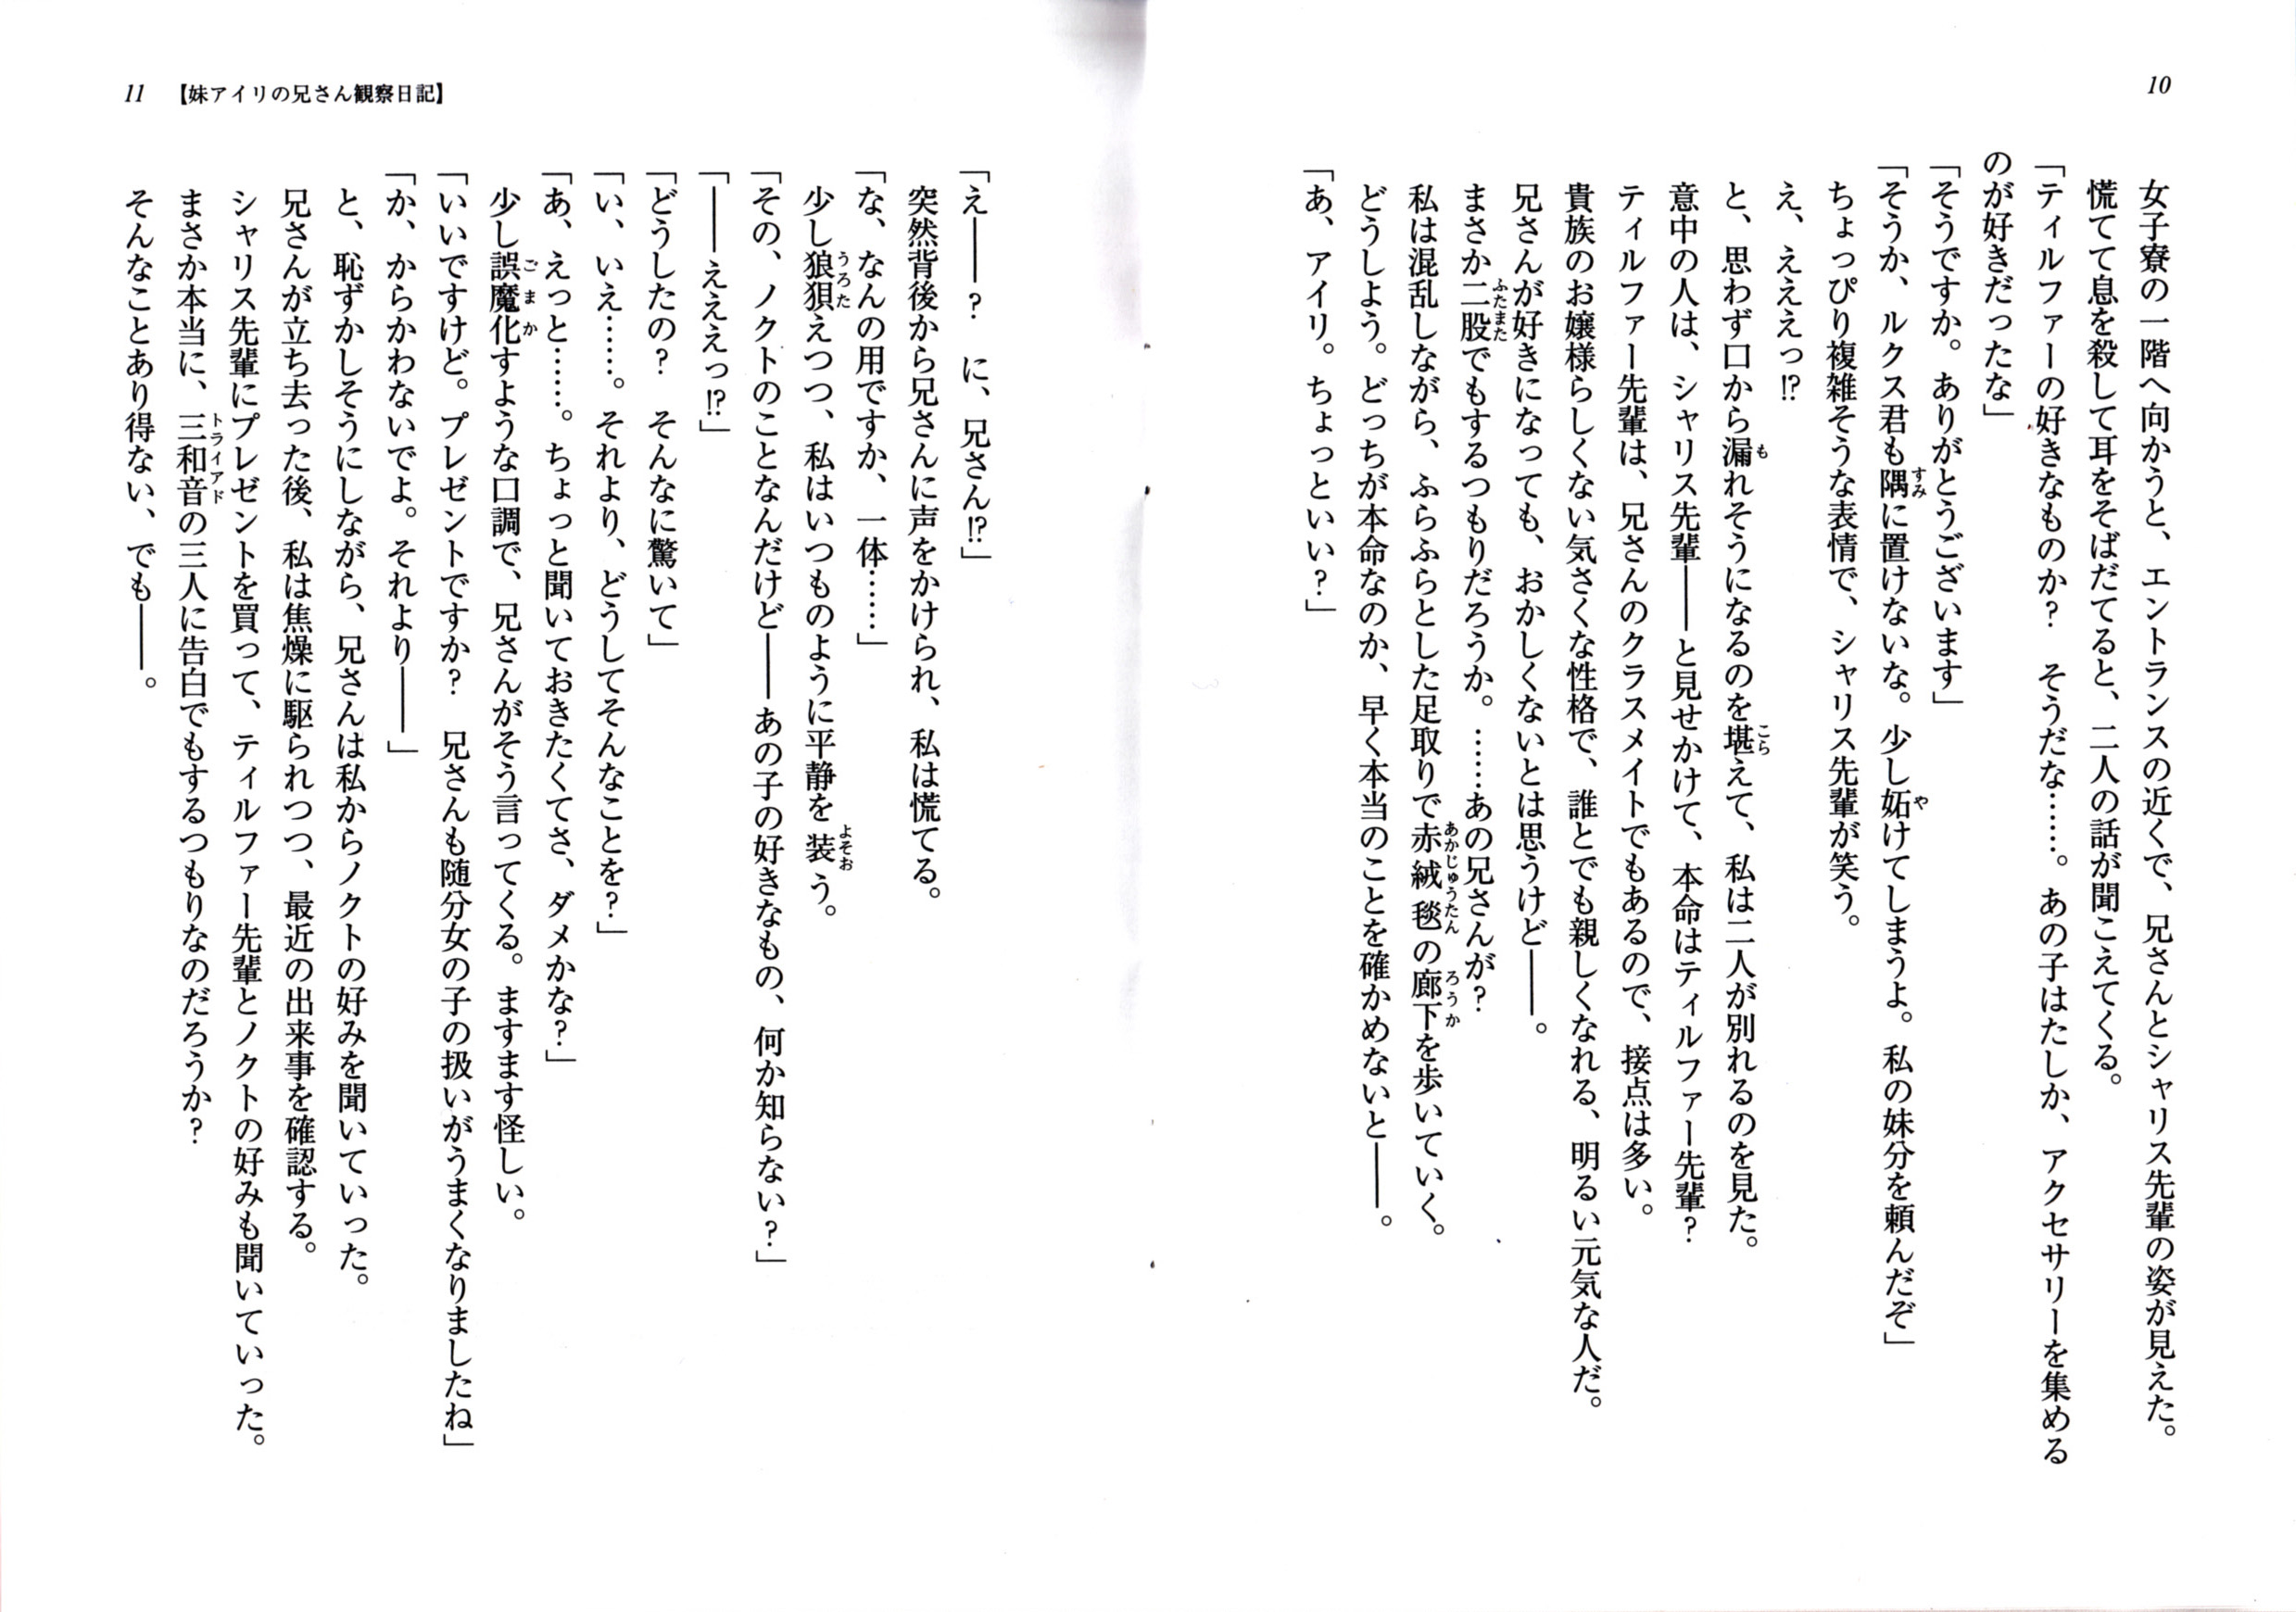 10
女子寮の一階へ向かうと、エントランスの近くで、兄さんとシャリス先輩の姿が見えた。
慌てて息を殺して耳をそばだてると、二人の話が聞こえてくる。
「ティルファーの好きなものか？　そうだな……。あの子はたしか、アクセサリーを集める
のが好きだったな」
「そうですか。ありがとうございます」
「そうか、ルクス君も隅に置けないな。少し妬けてしまうよ。私の妹分を頼んだぞ」
ちょっぴり複雑そうな表情で、シャリス先輩が笑う。
え、えええっ⁉
と、思わず口から漏れそうになるのを堪えて、私は二人が別れるのを見た。
意中の人は、シャリス先輩――と見せかけて、本命はティルファー先輩？
ティルファー先輩は、兄さんのクラスメイトでもあるので、接点は多い。
貴族のお嬢様らしくない気さくな性格で、誰とでも親しくなれる、明るい元気な人だ。
兄さんが好きになっても、おかしくないとは思うけど――。
まさか二股でもするつもりだろうか。……あの兄さんが？
私は混乱しながら、ふらふらとした足取りで赤絨毯の廊下を歩いていく。
どうしよう。どっちが本命なのか、早く本当のことを確かめないと――。
「あ、アイリ。ちょっといい？」
11　【妹アイリの兄さん観察日記】
「え――？　に、兄さん⁉」
突然背後から兄さんに声をかけられ、私は慌てる。
「な、なんの用ですか、一体……」
少し狼狽えつつ、私はいつものように平静を装う。
「その、ノクトのことなんだけど――あの子の好きなもの、何か知らない？」
「――えええっ⁉」
「どうしたの？　そんなに驚いて」
「い、いえ……。それより、どうしてそんなことを？」
「あ、えっと……。ちょっと聞いておきたくてさ、ダメかな？」
少し誤魔化すような口調で、兄さんがそう言ってくる。ますます怪しい。
「いいですけど。プレゼントですか？　兄さんも随分女の子の扱いがうまくなりましたね」
「か、からかわないでよ。それより――」
と、恥ずかしそうにしながら、兄さんは私からノクトの好みを聞いていった。
兄さんが立ち去った後、私は焦燥に駆られつつ、最近の出来事を確認する。
シャリス先輩にプレゼントを買って、ティルファー先輩とノクトの好みも聞いていった。
まさか本当に、三和音の三人に告白でもするつもりなのだろうか？
そんなことあり得ない、でも――。